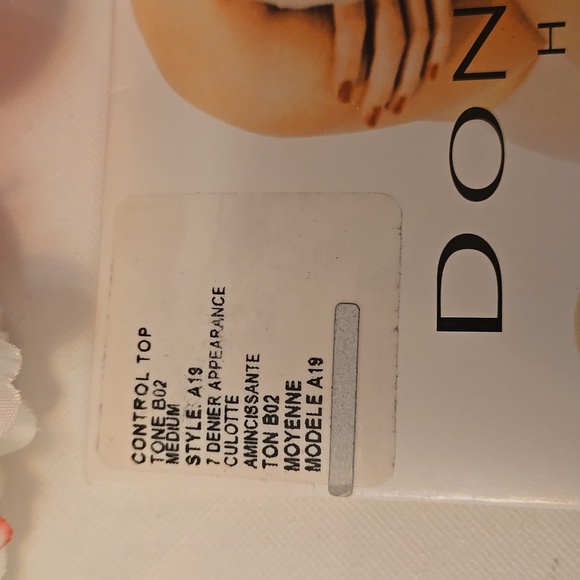 CONTROL TOP
TONE B02
MEDIUM
STYLE: A19
7 DENIER APPEARANCE
CULOTTE
AMINCISSANTE
TON B02
MOYENNE
MODELE A19
DON
H